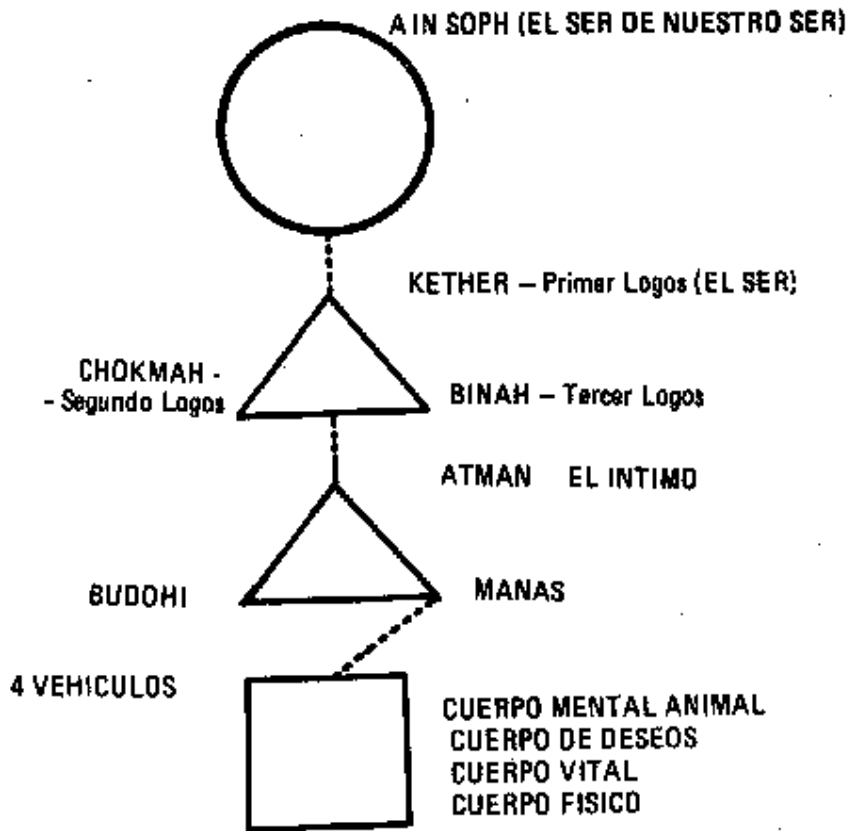 AIN SOPH (EL SER DE NUESTRO SER)
KETHER – Primer Logos (EL SER)
CHOKMAH -
- Segundo Logos
BINAH – Tercer Logos
ATMAN EL INTIMO
BUDOHI
MANAS
4 VEHICULOS
CUERPO MENTAL ANIMAL
CUERPO DE DESEOS
CUERPO VITAL
CUERPO FISICO